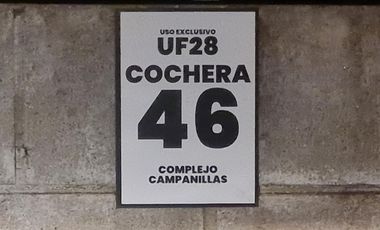 USO EXCLUSIVO
UF28
COCHERA
46
COMPLEJO
CAMPANILLAS